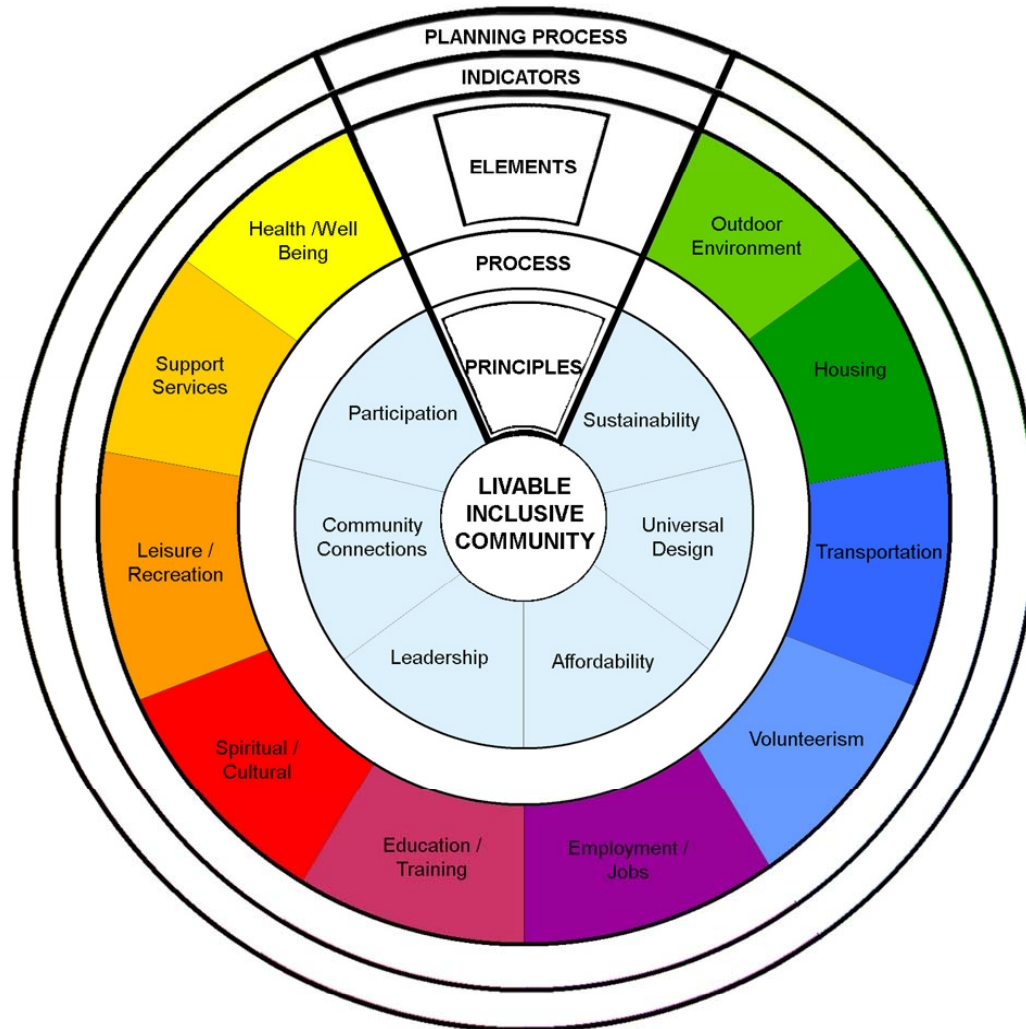 PLANNING PROCESS
INDICATORS
ELEMENTS
PROCESS
PRINCIPLES
LIVABLE
INCLUSIVE
COMMUNITY
Outdoor
Environment
Housing
Transportation
Volunteerism
Employment /
Jobs
Education /
Training
Spiritual /
Cultural
Leisure /
Recreation
Support
Services
Health /Well
Being
Sustainability
Universal
Design
Affordability
Leadership
Community
Connections
Participation